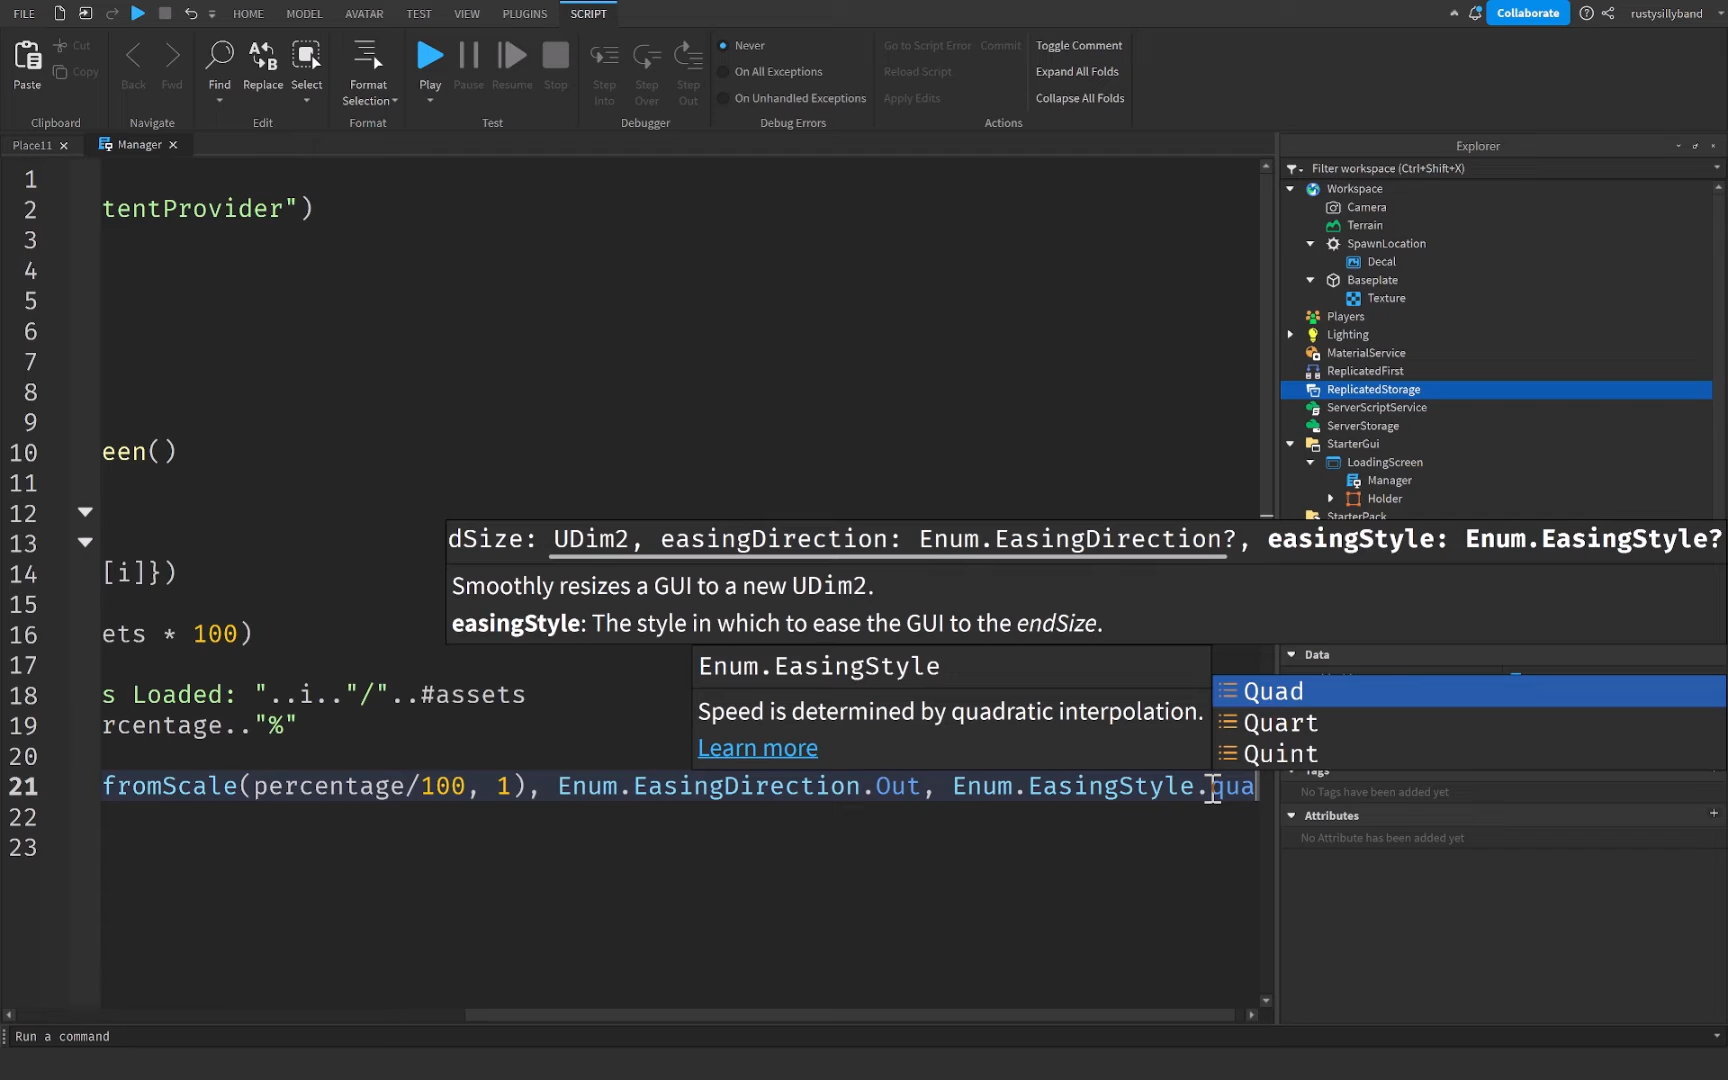 FILE HOME MODEL AVATAR TEST VIEW PLUGINS SCRIPT Collaborate rustysillyband
Paste Cut Copy
Back Fwd
Find Replace Select
Format Selection
Play Pause Resume Stop
Step Into Step Over Step Out
Never
On All Exceptions
On Unhandled Exceptions
Go to Script Error Commit
Reload Script
Apply Edits
Toggle Comment
Expand All Folds
Collapse All Folds
Clipboard Navigate Edit Format Test Debugger Debug Errors Actions
Place11 Manager
1
2 tentProvider")
3
4
5
6
7
8
9
10 een()
11
12
13
14 [i]})
15
16 ets * 100)
17
18 s Loaded: "..i.."/"..#assets
19 rcentage.."%"
20
21 fromScale(percentage/100, 1), Enum.EasingDirection.Out, Enum.EasingStyle.qua
22
23
dSize: UDim2, easingDirection: Enum.EasingDirection?, easingStyle: Enum.EasingStyle?
Smoothly resizes a GUI to a new UDim2.
easingStyle: The style in which to ease the GUI to the endSize.
Enum.EasingStyle
Speed is determined by quadratic interpolation.
Learn more
Quad
Quart
Quint
Explorer
Filter workspace (Ctrl+Shift+X)
Workspace
Camera
Terrain
SpawnLocation
Decal
Baseplate
Texture
Players
Lighting
MaterialService
ReplicatedFirst
ReplicatedStorage
ServerScriptService
ServerStorage
StarterGui
LoadingScreen
Manager
Holder
StarterPack
Data
Tags
No Tags have been added yet
Attributes
No Attribute has been added yet
Run a command